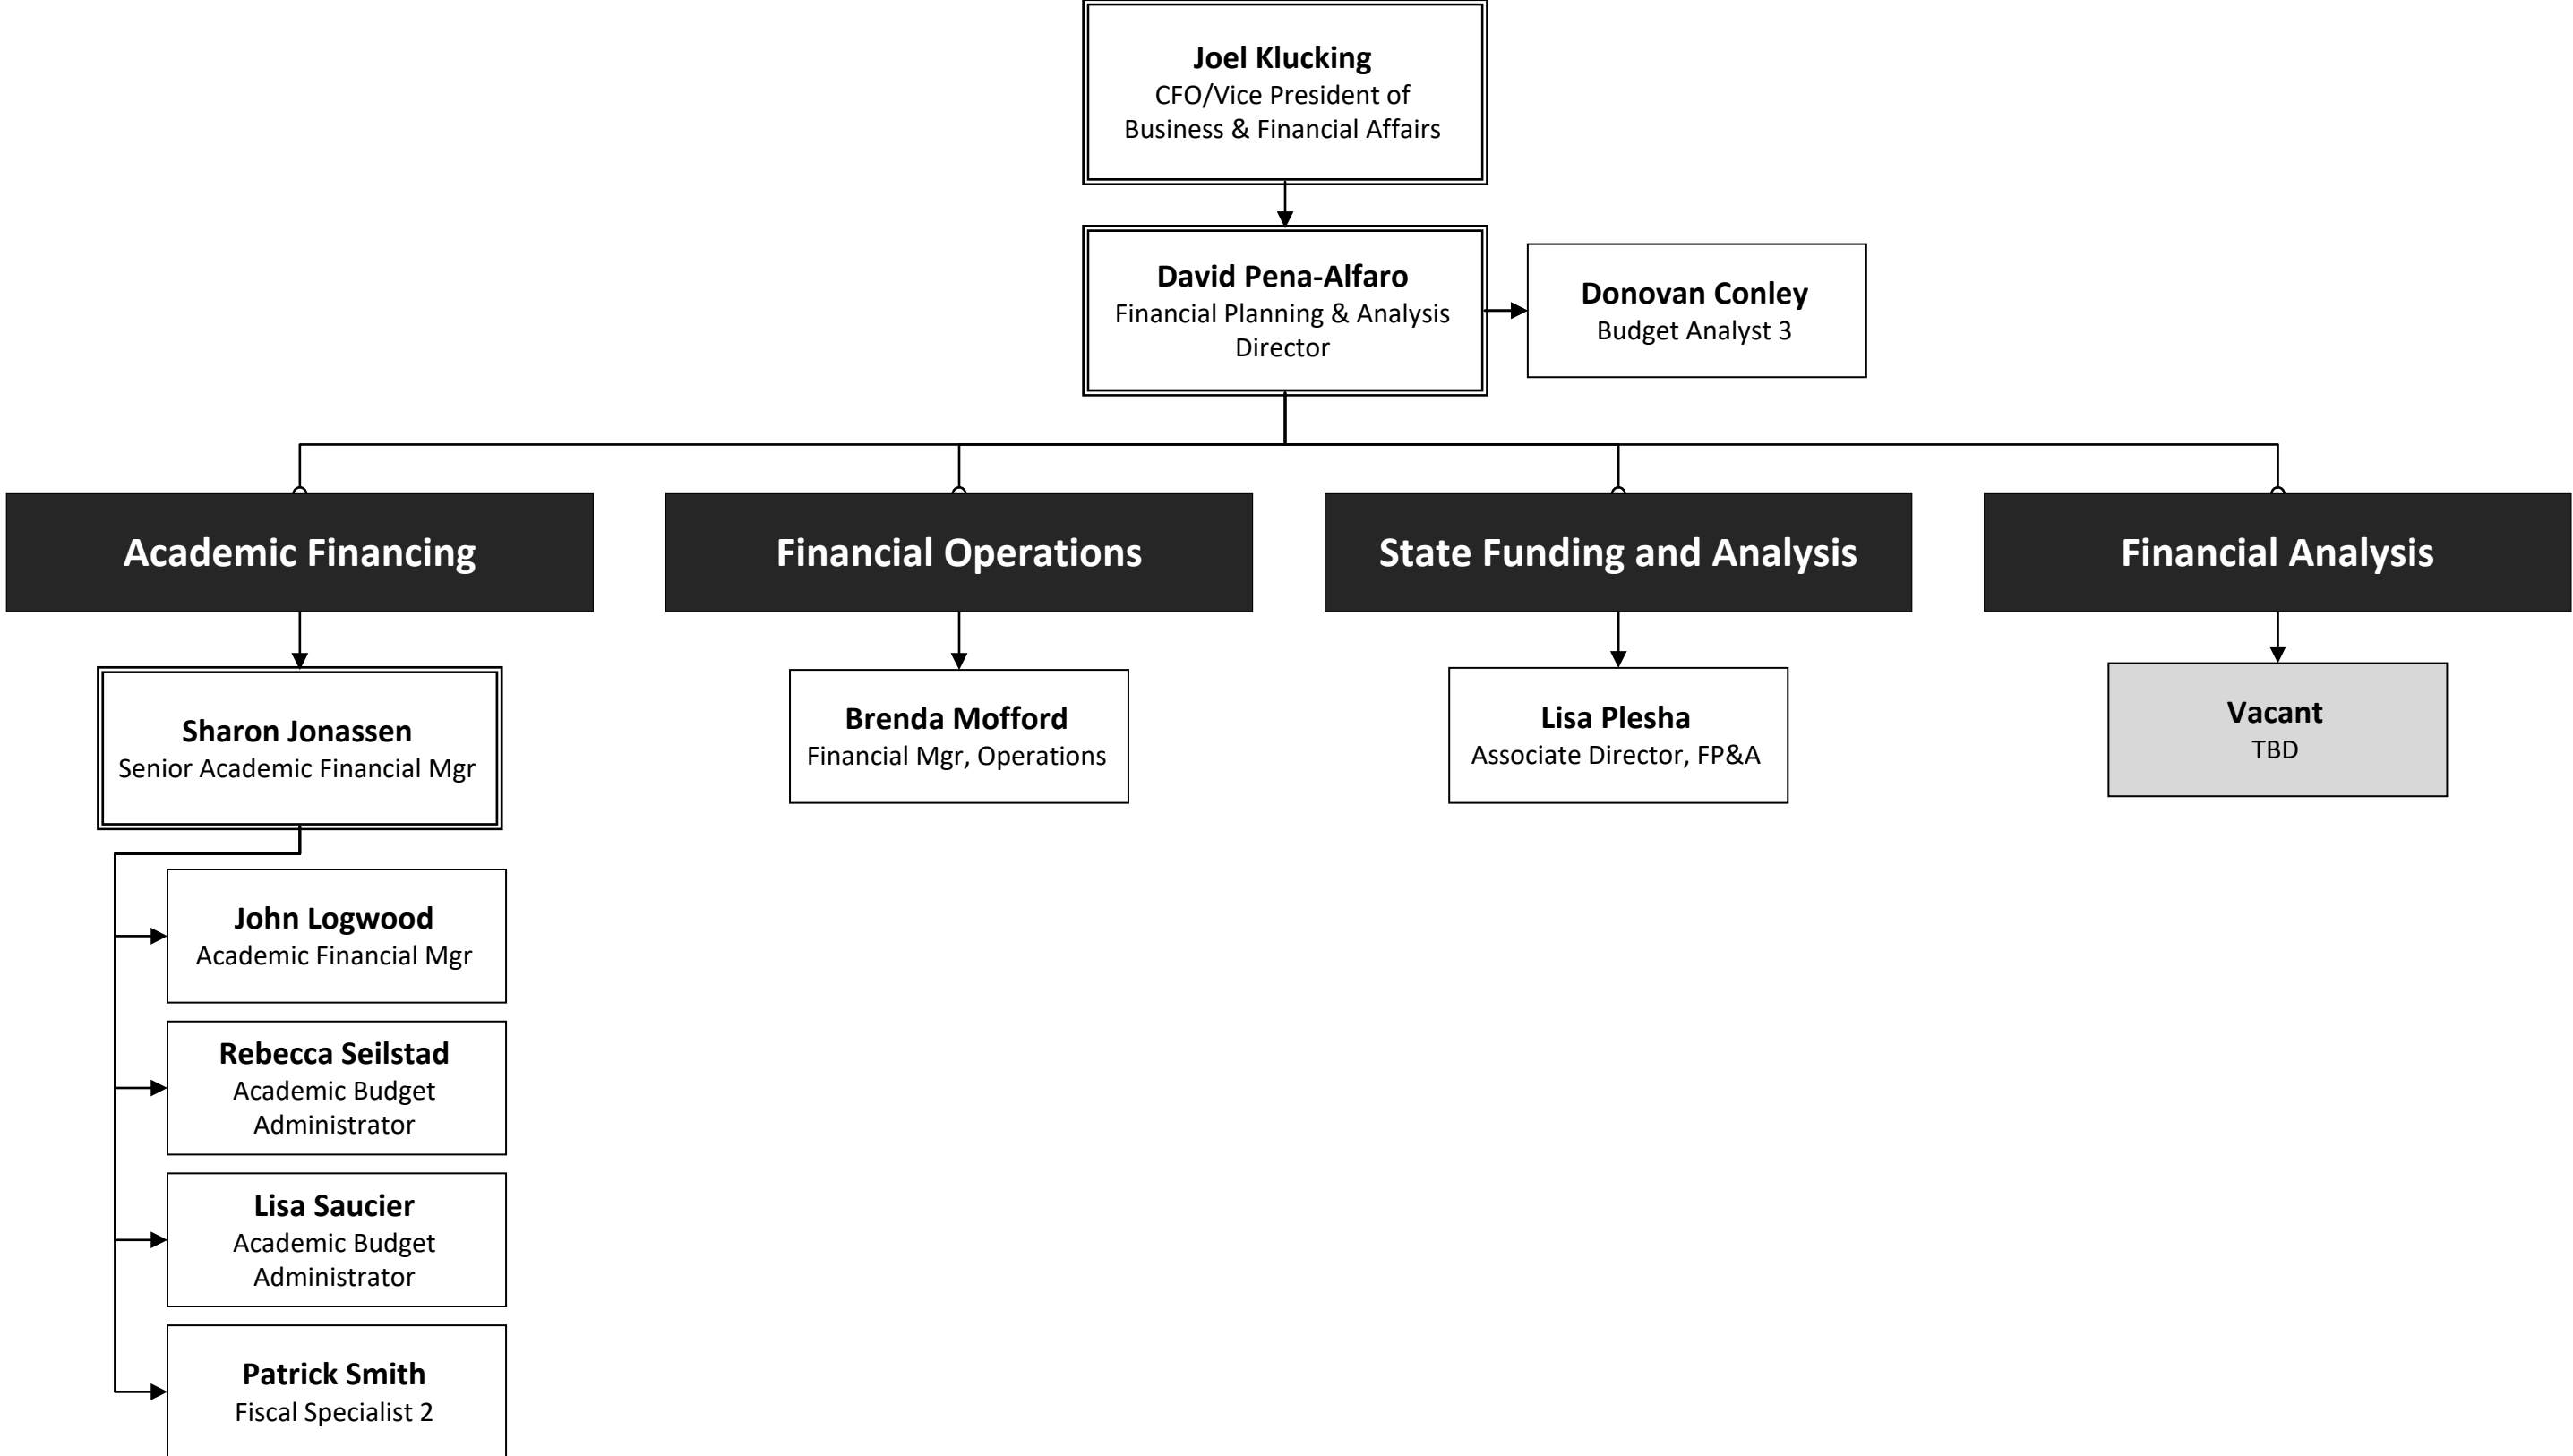 Joel Klucking
CFO/Vice President of
Business & Financial Affairs
David Pena-Alfaro
Financial Planning & Analysis
Director
Donovan Conley
Budget Analyst 3
Academic Financing
Financial Operations
State Funding and Analysis
Financial Analysis
Sharon Jonassen
Senior Academic Financial Mgr
Brenda Mofford
Financial Mgr, Operations
Lisa Plesha
Associate Director, FP&A
Vacant
TBD
John Logwood
Academic Financial Mgr
Rebecca Seilstad
Academic Budget
Administrator
Lisa Saucier
Academic Budget
Administrator
Patrick Smith
Fiscal Specialist 2